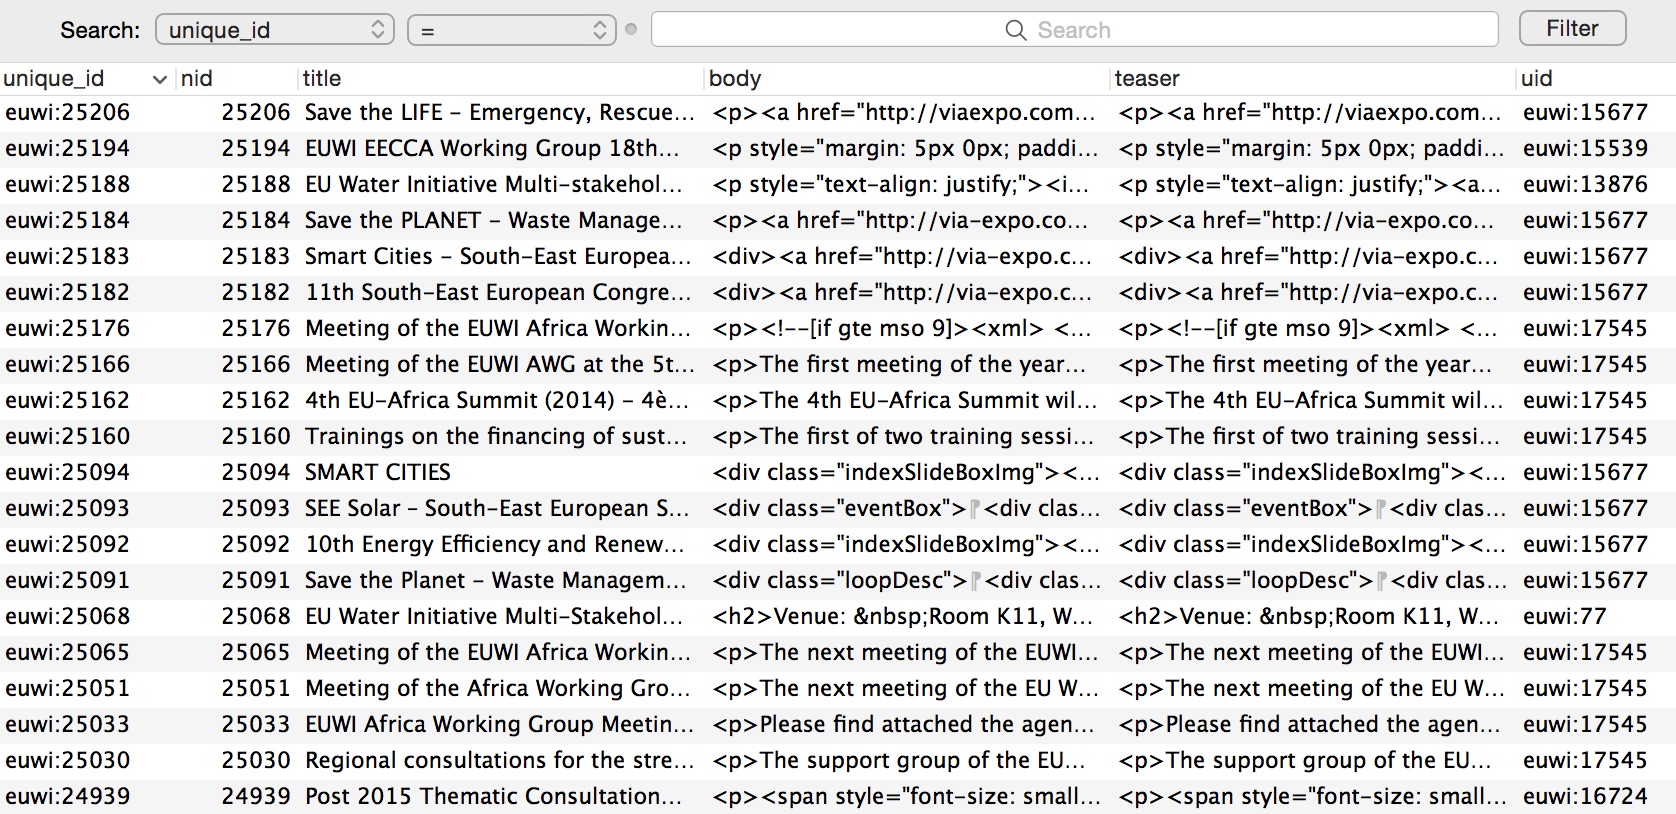 Search: unique_id = Search Filter
unique_id nid title body teaser uid
euwi:25206 25206 Save the LIFE – Emergency, Rescue... <p><a href="http://viaexpo.com... <p><a href="http://viaexpo.com... euwi:15677
euwi:25194 25194 EUWI EECCA Working Group 18th... <p style="margin: 5px 0px; paddi... <p style="margin: 5px 0px; paddi... euwi:15539
euwi:25188 25188 EU Water Initiative Multi-stakehol... <p style="text-align: justify;"><i... <p style="text-align: justify;"><a... euwi:13876
euwi:25184 25184 Save the PLANET – Waste Manage... <p><a href="http://via-expo.co... <p><a href="http://via-expo.co... euwi:15677
euwi:25183 25183 Smart Cities – South-East Europea... <div><a href="http://via-expo.c... <div><a href="http://via-expo.c... euwi:15677
euwi:25182 25182 11th South-East European Congre... <div><a href="http://via-expo.c... <div><a href="http://via-expo.c... euwi:15677
euwi:25176 25176 Meeting of the EUWI Africa Workin... <p><!--[if gte mso 9]><xml> <... <p><!--[if gte mso 9]><xml> <... euwi:17545
euwi:25166 25166 Meeting of the EUWI AWG at the 5t... <p>The first meeting of the year... <p>The first meeting of the year... euwi:17545
euwi:25162 25162 4th EU-Africa Summit (2014) – 4è... <p>The 4th EU-Africa Summit wil... <p>The 4th EU-Africa Summit wil... euwi:17545
euwi:25160 25160 Trainings on the financing of sust... <p>The first of two training sessi... <p>The first of two training sessi... euwi:17545
euwi:25094 25094 SMART CITIES <div class="indexSlideBoxImg"><... <div class="indexSlideBoxImg"><... euwi:15677
euwi:25093 25093 SEE Solar – South-East European S... <div class="eventBox">¶<div clas... <div class="eventBox">¶<div clas... euwi:15677
euwi:25092 25092 10th Energy Efficiency and Renew... <div class="indexSlideBoxImg"><... <div class="indexSlideBoxImg"><... euwi:15677
euwi:25091 25091 Save the Planet – Waste Managem... <div class="loopDesc">¶<div clas... <div class="loopDesc">¶<div clas... euwi:15677
euwi:25068 25068 EU Water Initiative Multi-Stakehol... <h2>Venue: &nbsp;Room K11, W... <h2>Venue: &nbsp;Room K11, W... euwi:77
euwi:25065 25065 Meeting of the EUWI Africa Workin... <p>The next meeting of the EUWI... <p>The next meeting of the EUWI... euwi:17545
euwi:25051 25051 Meeting of the Africa Working Gro... <p>The next meeting of the EU W... <p>The next meeting of the EU W... euwi:17545
euwi:25033 25033 EUWI Africa Working Group Meetin... <p>Please find attached the agen... <p>Please find attached the agen... euwi:17545
euwi:25030 25030 Regional consultations for the stre... <p>The support group of the EU... <p>The support group of the EU... euwi:17545
euwi:24939 24939 Post 2015 Thematic Consultation... <p><span style="font-size: small... <p><span style="font-size: small... euwi:16724